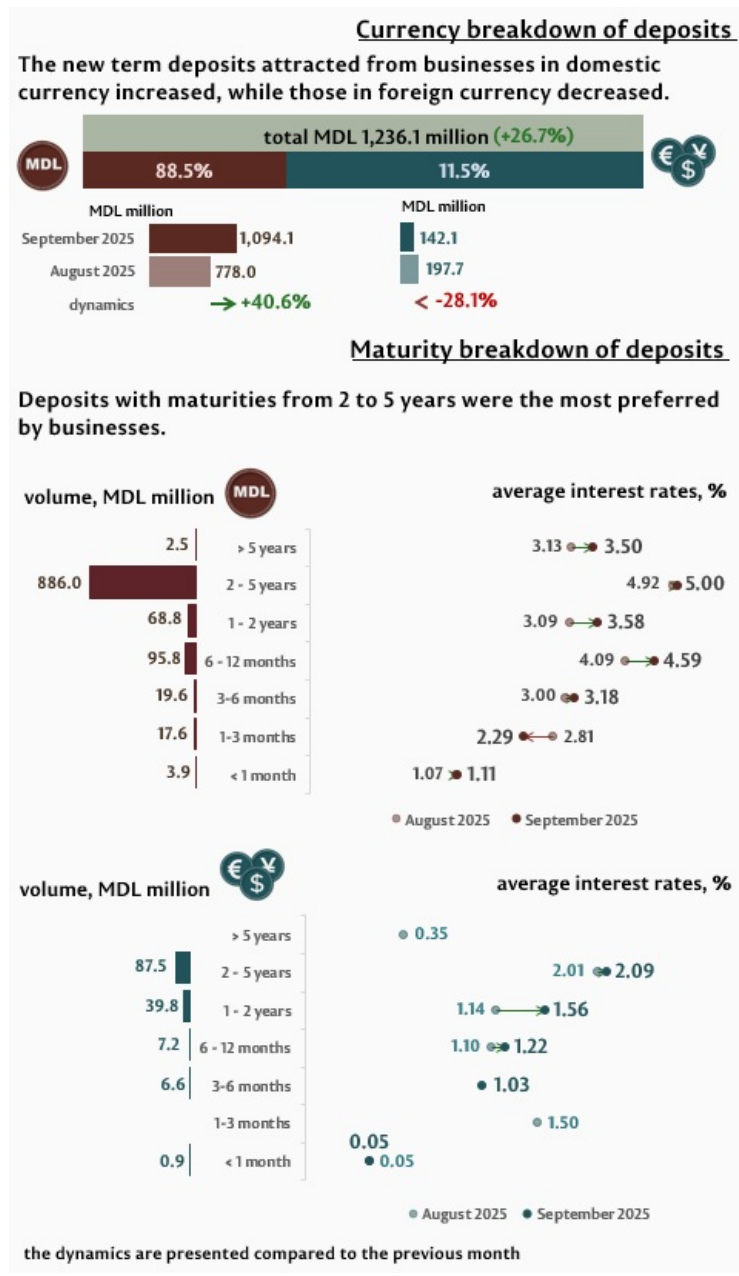 Currency breakdown of deposits
The new term deposits attracted from businesses in domestic
currency increased, while those in foreign currency decreased.
total MDL 1,236.1 million (+26.7%)
MDL 88.5% 11.5% € ¥ $
MDL million MDL million
September 2025 1,094.1 142.1
August 2025 778.0 197.7
dynamics +40.6% -28.1%
Maturity breakdown of deposits
Deposits with maturities from 2 to 5 years were the most preferred
by businesses.
volume, MDL million MDL average interest rates, %
2.5 > 5 years 3.13 3.50
886.0 2 - 5 years 4.92 5.00
68.8 1 - 2 years 3.09 3.58
95.8 6 - 12 months 4.09 4.59
19.6 3-6 months 3.00 3.18
17.6 1-3 months 2.29 2.81
3.9 < 1 month 1.07 1.11
August 2025 September 2025
volume, MDL million € ¥ $ average interest rates, %
> 5 years 0.35
87.5 2 - 5 years 2.01 2.09
39.8 1 - 2 years 1.14 1.56
7.2 6 - 12 months 1.10 1.22
6.6 3-6 months 1.03
1-3 months 1.50
0.05
0.9 < 1 month 0.05
August 2025 September 2025
the dynamics are presented compared to the previous month